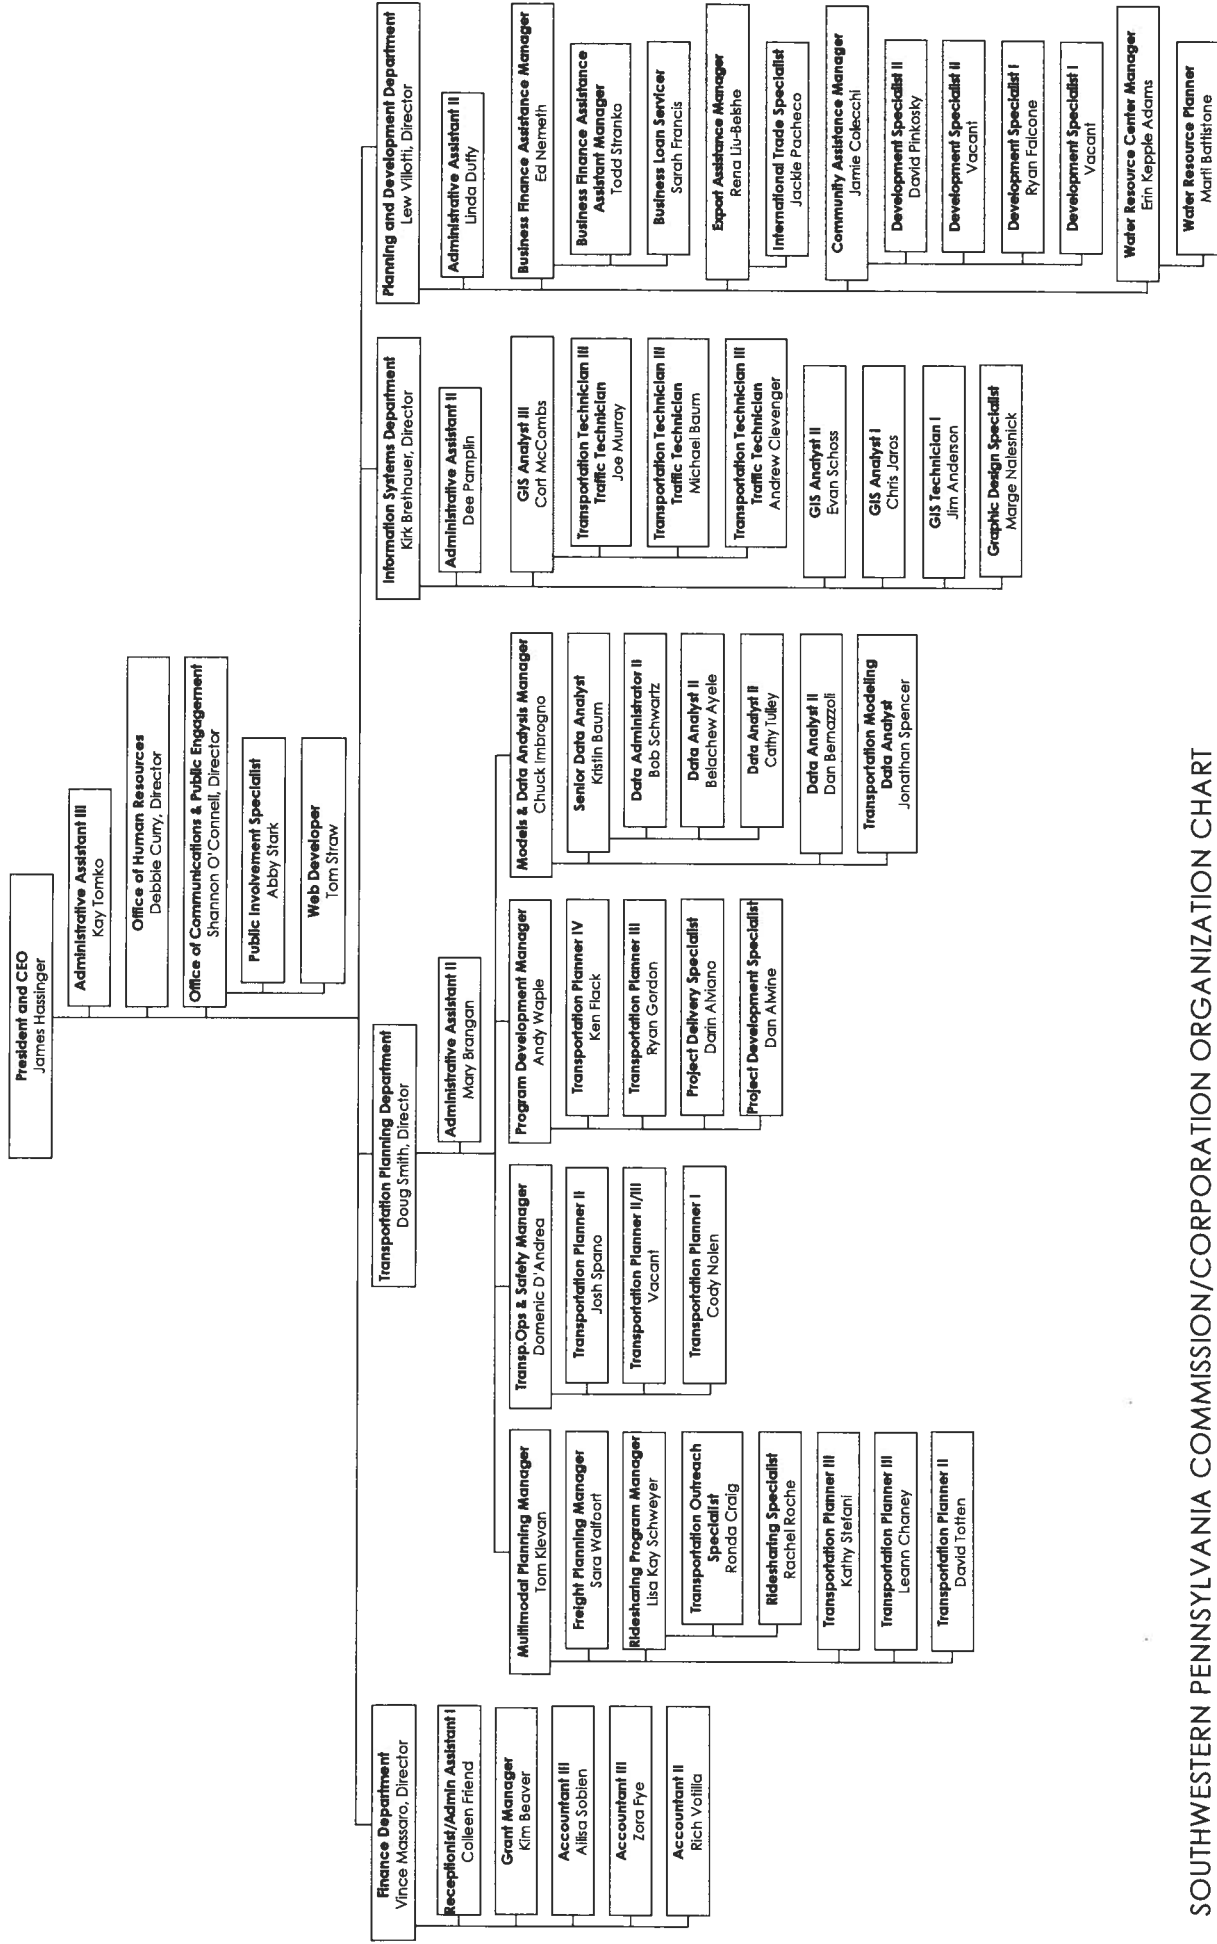 President and CEO
James Hassinger
Administrative Assistant III
Kay Tomko
Office of Human Resources
Debbie Curry, Director
Office of Communications & Public Engagement
Shannon O'Connell, Director
Public Involvement Specialist
Abby Stark
Web Developer
Tom Straw
Finance Department
Vince Massaro, Director
Receptionist/Admin Assistant I
Colleen Friend
Grant Manager
Kim Beaver
Accountant III
Ailisa Sobien
Accountant III
Zora Fye
Accountant II
Rich Votilla
Transportation Planning Department
Doug Smith, Director
Administrative Assistant II
Mary Brangan
Multimodal Planning Manager
Tom Klevan
Freight Planning Manager
Sara Walfoort
Ridesharing Program Manager
Lisa Kay Schweyer
Transportation Outreach
Specialist
Ronda Craig
Ridesharing Specialist
Rachel Roche
Transportation Planner III
Kathy Stefani
Transportation Planner III
Leann Chaney
Transportation Planner II
David Totten
Transp.Ops & Safety Manager
Domenic D'Andrea
Transportation Planner II
Josh Spano
Transportation Planner II/III
Vacant
Transportation Planner I
Cody Nolen
Program Development Manager
Andy Waple
Transportation Planner IV
Ken Flack
Transportation Planner III
Ryan Gordon
Project Delivery Specialist
Darin Alviano
Project Development Specialist
Dan Alwine
Models & Data Analysis Manager
Chuck Imbrogno
Senior Data Analyst
Kristin Baum
Data Administrator II
Bob Schwartz
Data Analyst II
Belachew Ayele
Data Analyst II
Cathy Tulley
Data Analyst II
Dan Bernazzoli
Transportation Modeling
Data Analyst
Jonathan Spencer
Information Systems Department
Kirk Brethauer, Director
Administrative Assistant II
Dee Pamplin
GIS Analyst III
Cort McCombs
Transportation Technician III
Traffic Technician
Joe Murray
Transportation Technician III
Traffic Technician
Michael Baum
Transportation Technician III
Traffic Technician
Andrew Clevenger
GIS Analyst II
Evan Schoss
GIS Analyst I
Chris Jaros
GIS Technician I
Jim Anderson
Graphic Design Specialist
Marge Nalesnick
Planning and Development Department
Lew Villotti, Director
Administrative Assistant II
Linda Duffy
Business Finance Assistance Manager
Ed Nemeth
Business Finance Assistance
Assistant Manager
Todd Stranko
Business Loan Servicer
Sarah Francis
Export Assistance Manager
Rena Liu-Belshe
International Trade Specialist
Jackie Pacheco
Community Assistance Manager
Jamie Colecchi
Development Specialist II
David Pinkosky
Development Specialist II
Vacant
Development Specialist I
Ryan Falcone
Development Specialist I
Vacant
Water Resource Center Manager
Erin Kepple Adams
Water Resource Planner
Marti Battistone
SOUTHWESTERN PENNSYLVANIA COMMISSION/CORPORATION ORGANIZATION CHART